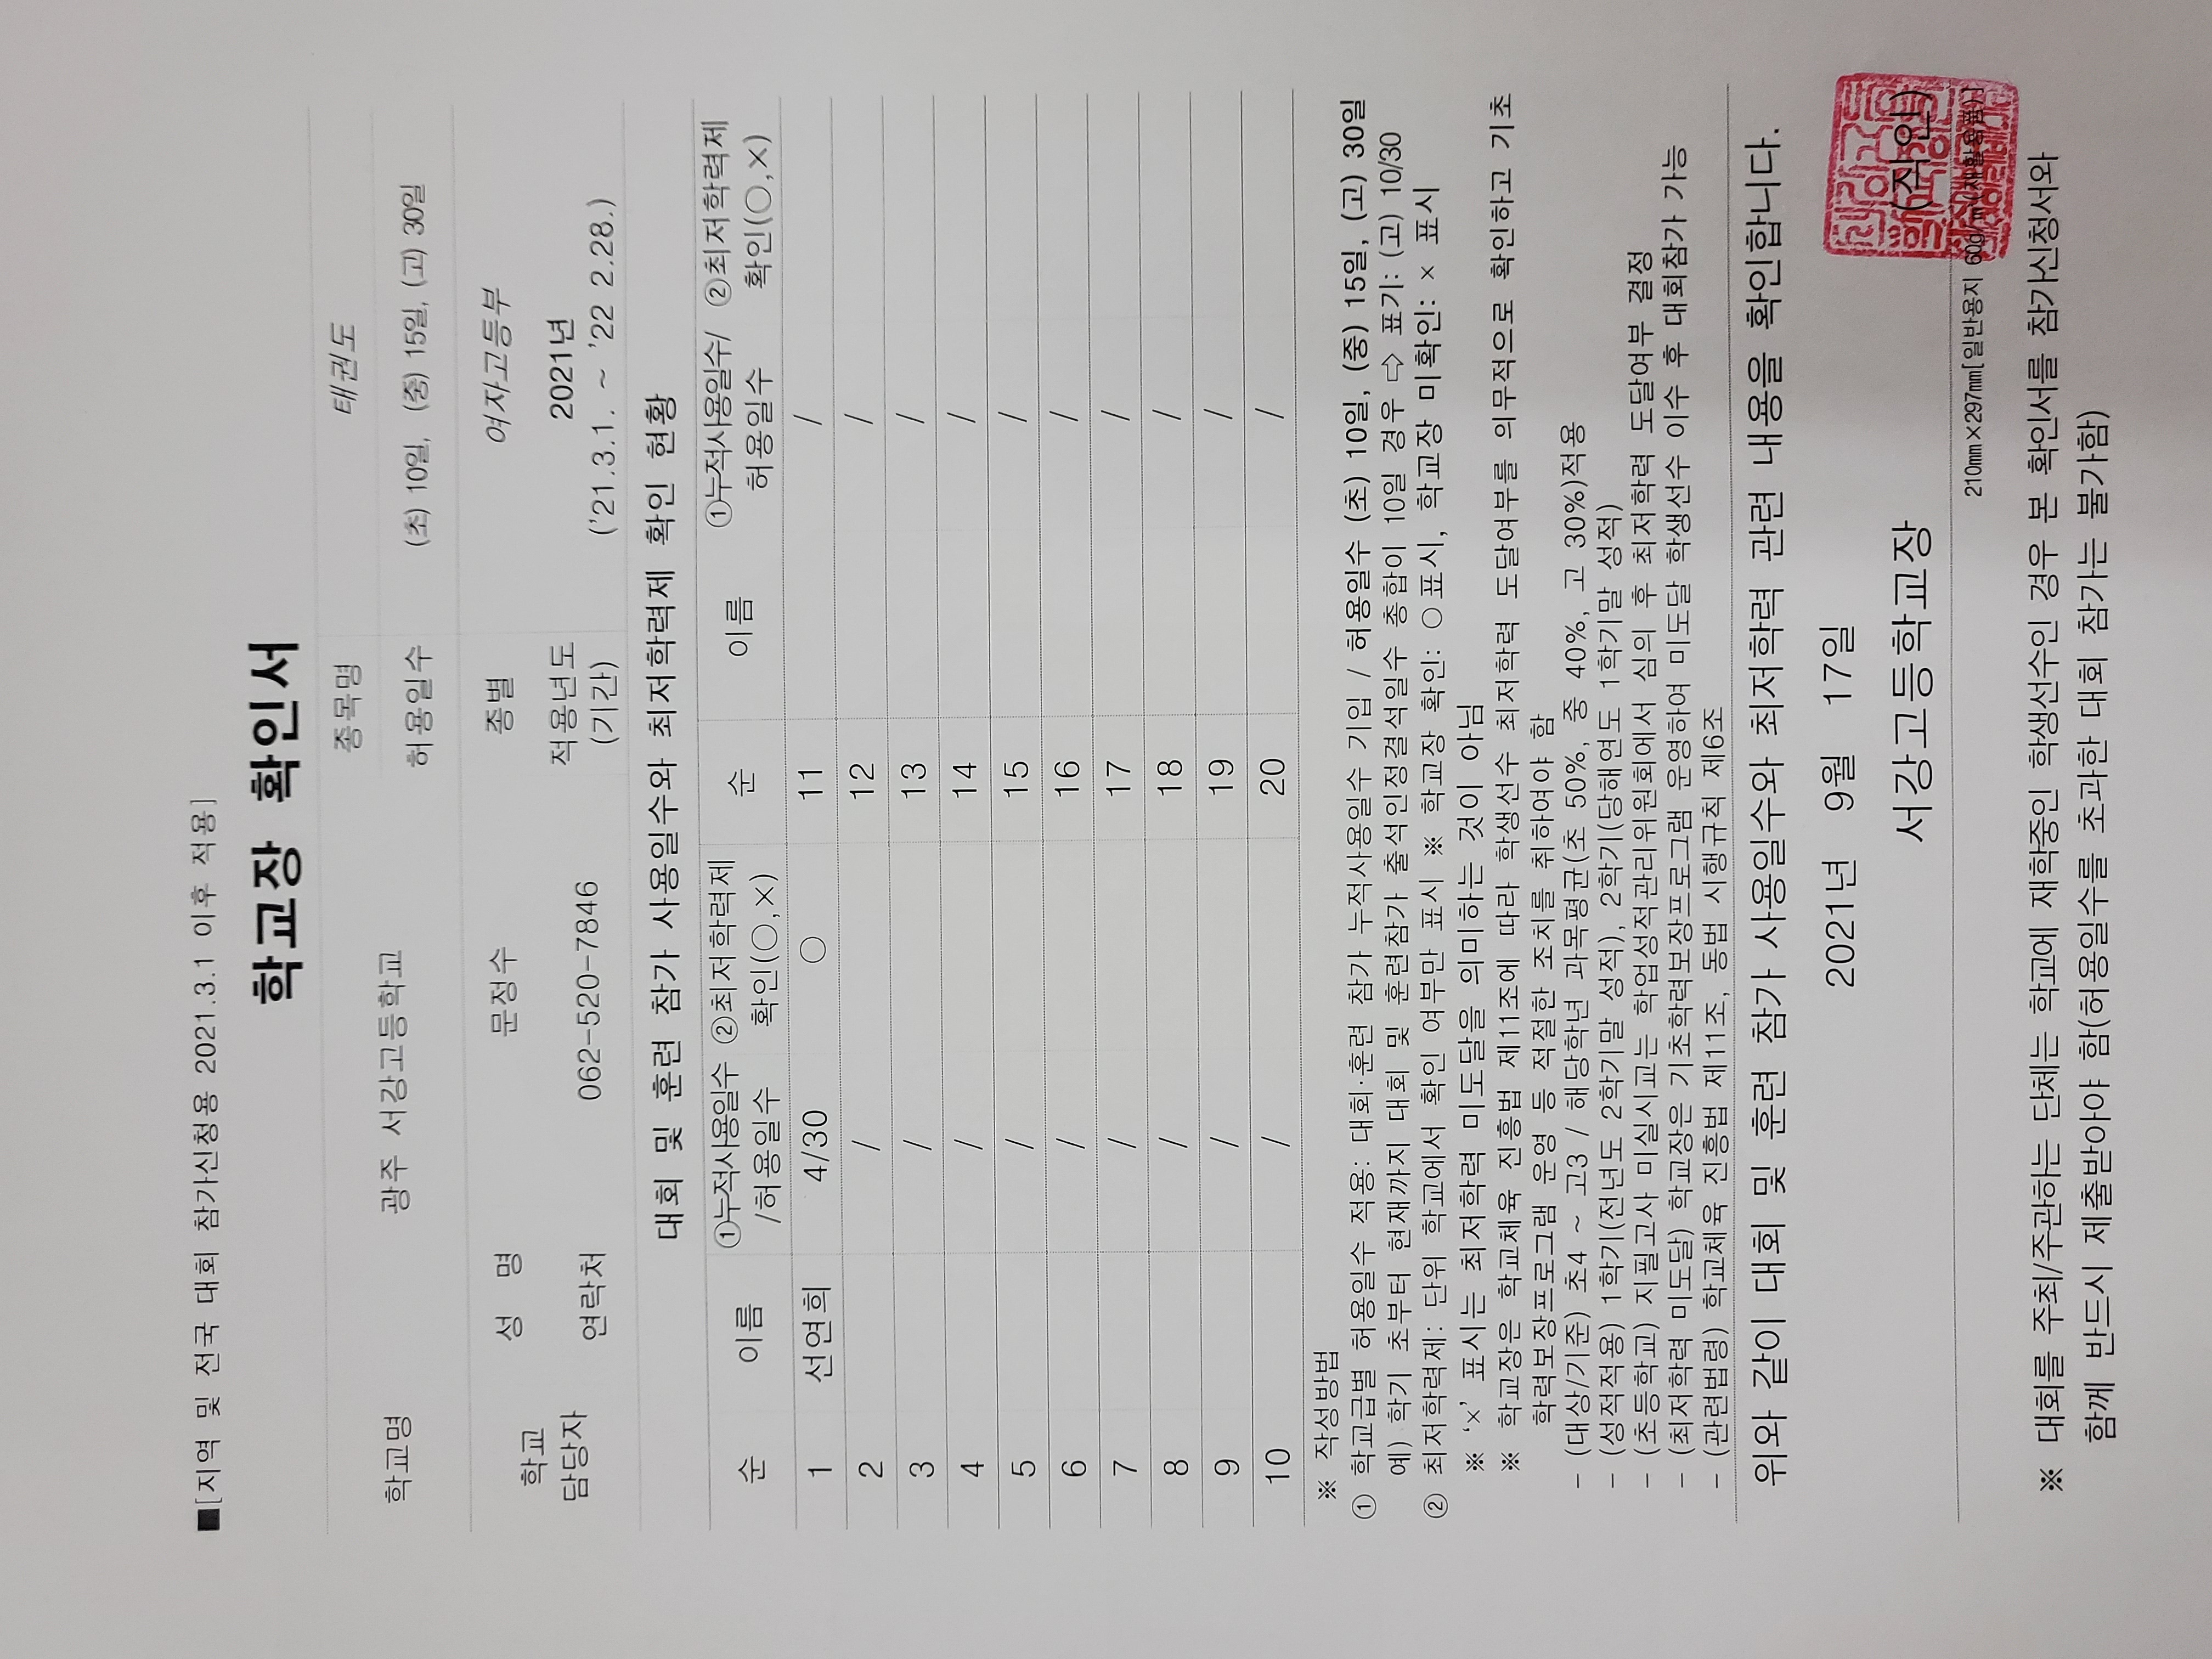 ■[지역 및 전국 대회 참가신청용 2021.3.1 이후 적용]
학교장 확인서
학교명 광주 서강고등학교 종목명 태권도
허용일수 (초) 10일, (중) 15일, (고) 30일
학교 담당자 성 명 문정수 종별 여자고등부
연락처 062-520-7846 적용년도 (기간) 2021년 ('21.3.1. ~ '22 2.28.)
대회 및 훈련 참가 사용일수와 최저학력제 확인 현황
순 이름 ①누적사용일수/허용일수 ②최저학력제 확인(○,×) 순 이름 ①누적사용일수/허용일수 ②최저학력제 확인(○,×)
1 선연희 4/30 ○ 11 /
2 / 12 /
3 / 13 /
4 / 14 /
5 / 15 /
6 / 16 /
7 / 17 /
8 / 18 /
9 / 19 /
10 / 20 /
※ 작성방법
① 학교급별 허용일수 적용: 대회·훈련 참가 누적사용일수 기입 / 허용일수 (초) 10일, (중) 15일, (고) 30일
예) 학기 초부터 현재까지 대회 및 훈련참가 출석인정결석일수 총합이 10일 경우 ⇨ 표기: (고) 10/30
② 최저학력제: 단위 학교에서 확인 여부만 표시 ※ 학교장 확인: ○ 표시, 학교장 미확인: × 표시
※ '×' 표시는 최저학력 미도달을 의미하는 것이 아님
※ 학교장은 학교체육 진흥법 제11조에 따라 학생선수 최저학력 도달여부를 의무적으로 확인하고 기초
학력보장프로그램 운영 등 적절한 조치를 취하여야 함
- (대상/기준) 초4 ~ 고3 / 해당학년 과목평균(초 50%, 중 40%, 고 30%)적용
- (성적적용) 1학기(전년도 2학기말 성적), 2학기(당해연도 1학기말 성적)
- (초등학교) 지필고사 미실시교는 학업성적관리위원회에서 심의 후 최저학력 도달여부 결정
- (최저학력 미도달) 학교장은 기초학력보장프로그램 운영하여 미도달 학생선수 이수 후 대회참가 가능
- (관련법령) 학교체육 진흥법 제11조, 동법 시행규칙 제6조
위와 같이 대회 및 훈련 참가 사용일수와 최저학력 관련 내용을 확인합니다.
2021년 9월 17일
서강고등학교장 (직인)
210㎜×297㎜[일반용지 60g/㎡(재활용품)]
※ 대회를 주최/주관하는 단체는 학교에 재학중인 학생선수인 경우 본 확인서를 참가신청서와
함께 반드시 제출받아야 함(허용일수를 초과한 대회 참가는 불가함)